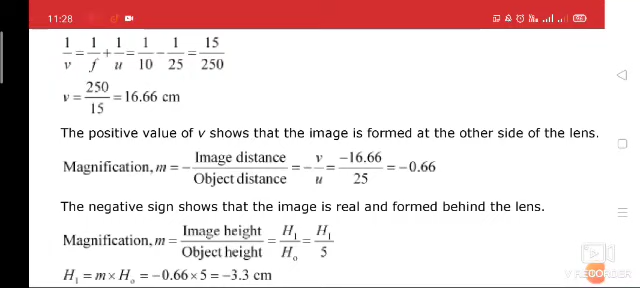 11:28
1/v = 1/f + 1/u = 1/10 − 1/25 = 15/250
v = 250/15 = 16.66 cm
The positive value of v shows that the image is formed at the other side of the lens.
Magnification, m = − Image distance/Object distance = − v/u = −16.66/25 = −0.66
The negative sign shows that the image is real and formed behind the lens.
Magnification, m = Image height/Object height = H₁/Hₒ = H₁/5
H₁ = m × Hₒ = −0.66 × 5 = −3.3 cm
V RECORDER